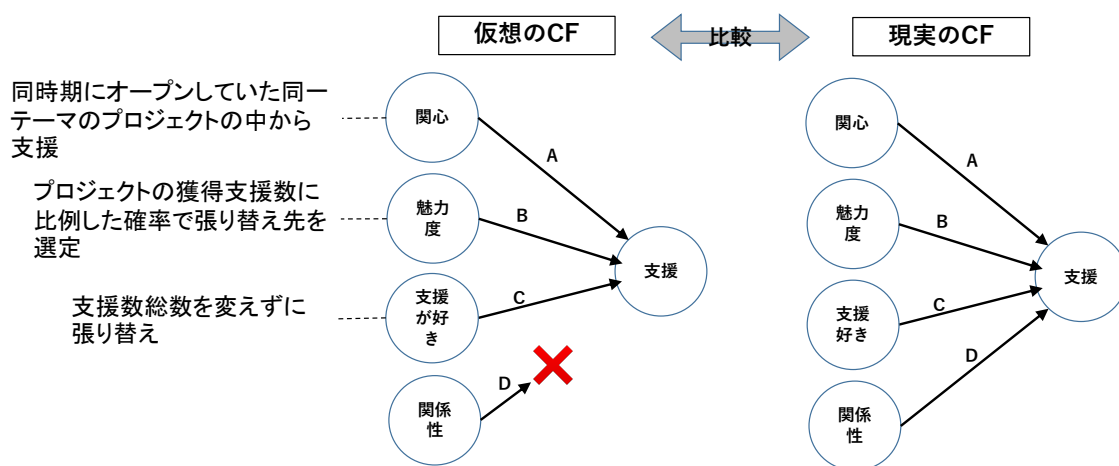 仮想のCF
比較
現実のCF
同時期にオープンしていた同一
テーマのプロジェクトの中から
支援
プロジェクトの獲得支援数に
比例した確率で張り替え先を
選定
支援数総数を変えずに
張り替え
関心
魅力
度
支援
が好
き
関係
性
A
B
C
D
支援
関心
魅力
度
支援
好き
関係
性
A
B
C
D
支援